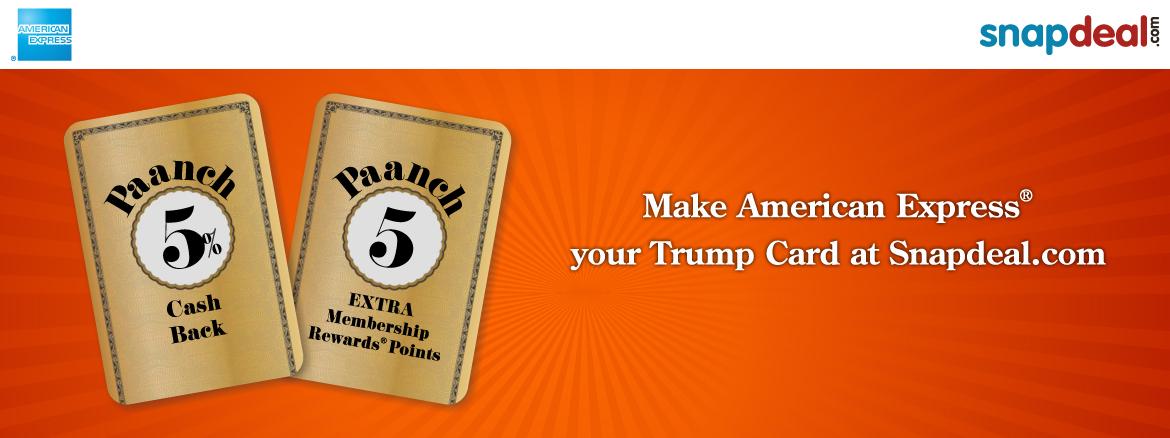 AMERICAN
EXPRESS
®
snapdeal.com
Paanch
5%
Cash
Back
Paanch
5
EXTRA
Membership
Rewards® Points
Make American Express®
your Trump Card at Snapdeal.com